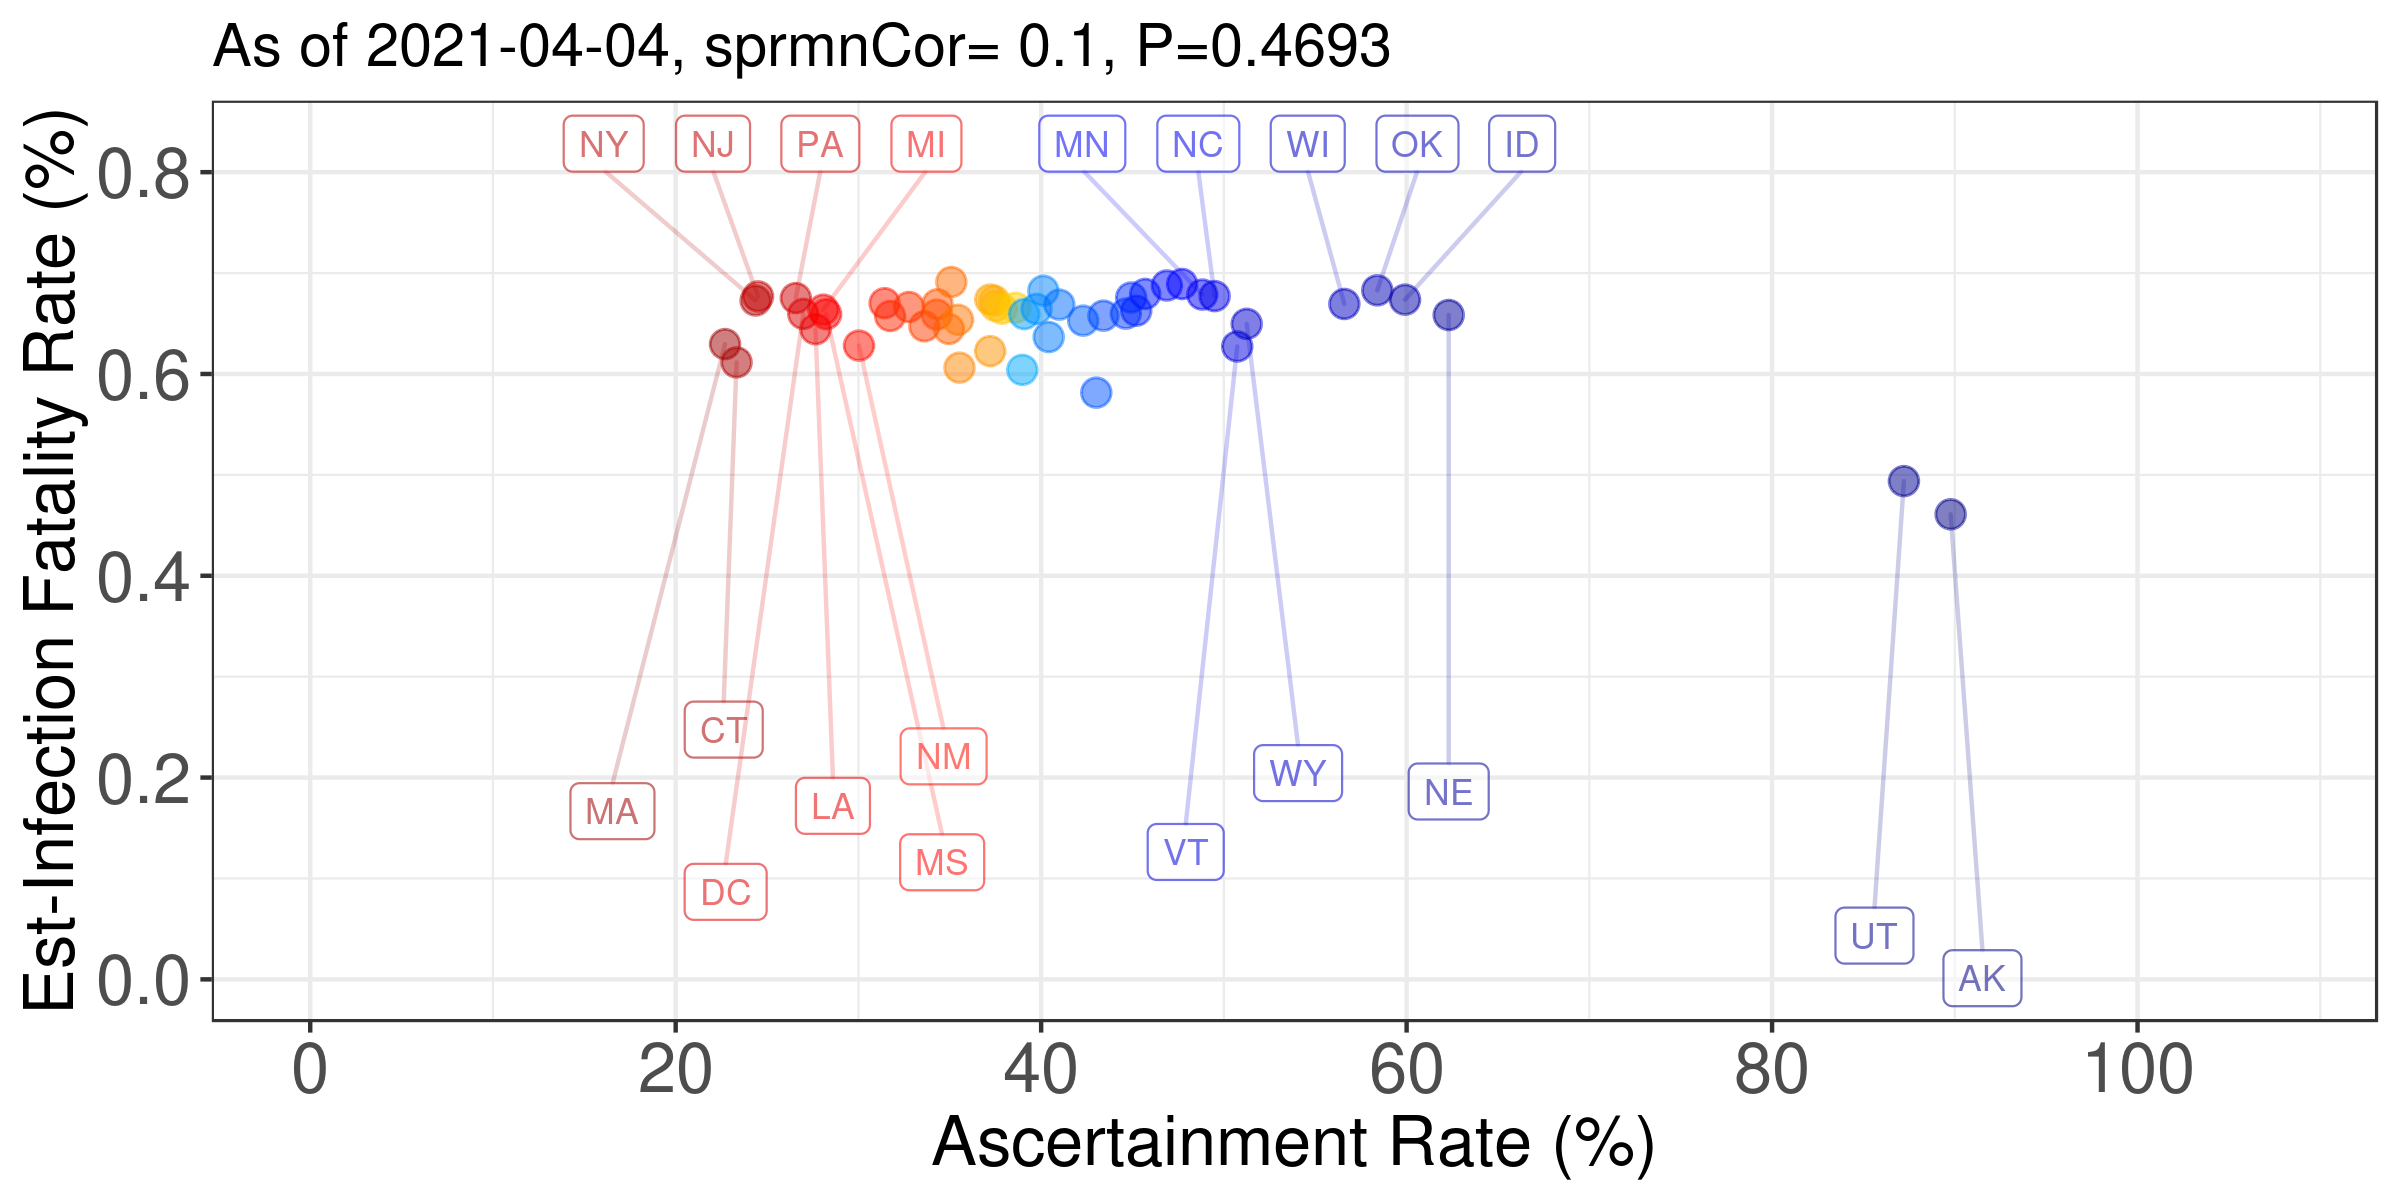 As of 2021-04-04, sprmnCor= 0.1, P=0.4693
Est-Infection Fatality Rate (%)
0.8
0.6
0.4
0.2
0.0
NY
NJ
PA
MI
MN
NC
WI
OK
ID
CT
NM
WY
NE
MA
LA
VT
MS
DC
UT
AK
0
20
40
60
80
100
Ascertainment Rate (%)